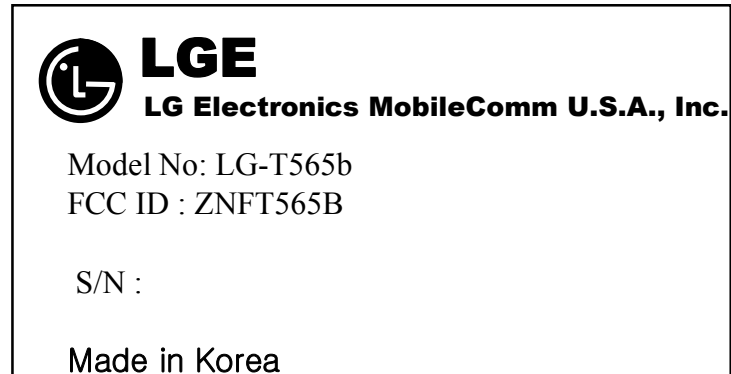 LGE
LG Electronics MobileComm U.S.A., Inc.
Model No: LG-T565b
FCC ID : ZNFT565B
S/N :
Made in Korea